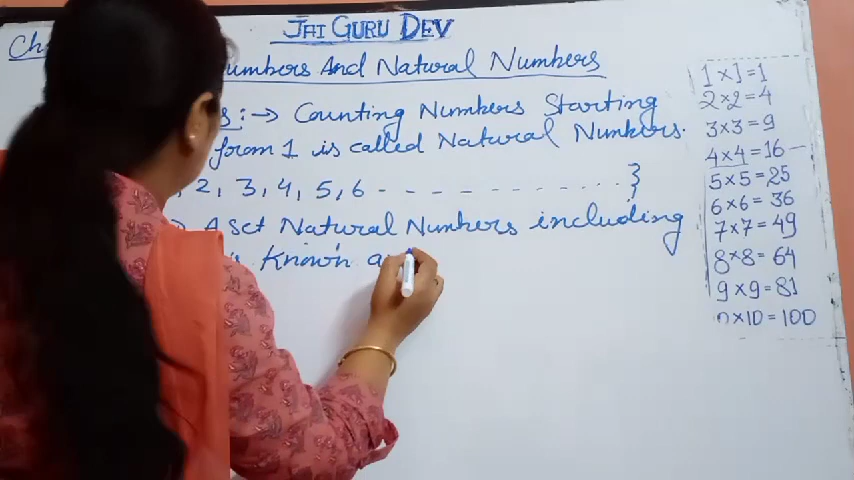 JAI GURU DEV
And Natural Numbers
:-> Counting Numbers Starting
from 1 is called Natural Numbers.
2, 3, 4, 5, 6 - - - - - - ...... }
A set Natural Numbers including
is Known
1×1=1
2×2=4
3×3=9
4×4=16
5×5=25
6×6=36
7×7=49
8×8=64
9×9=81
×10=100